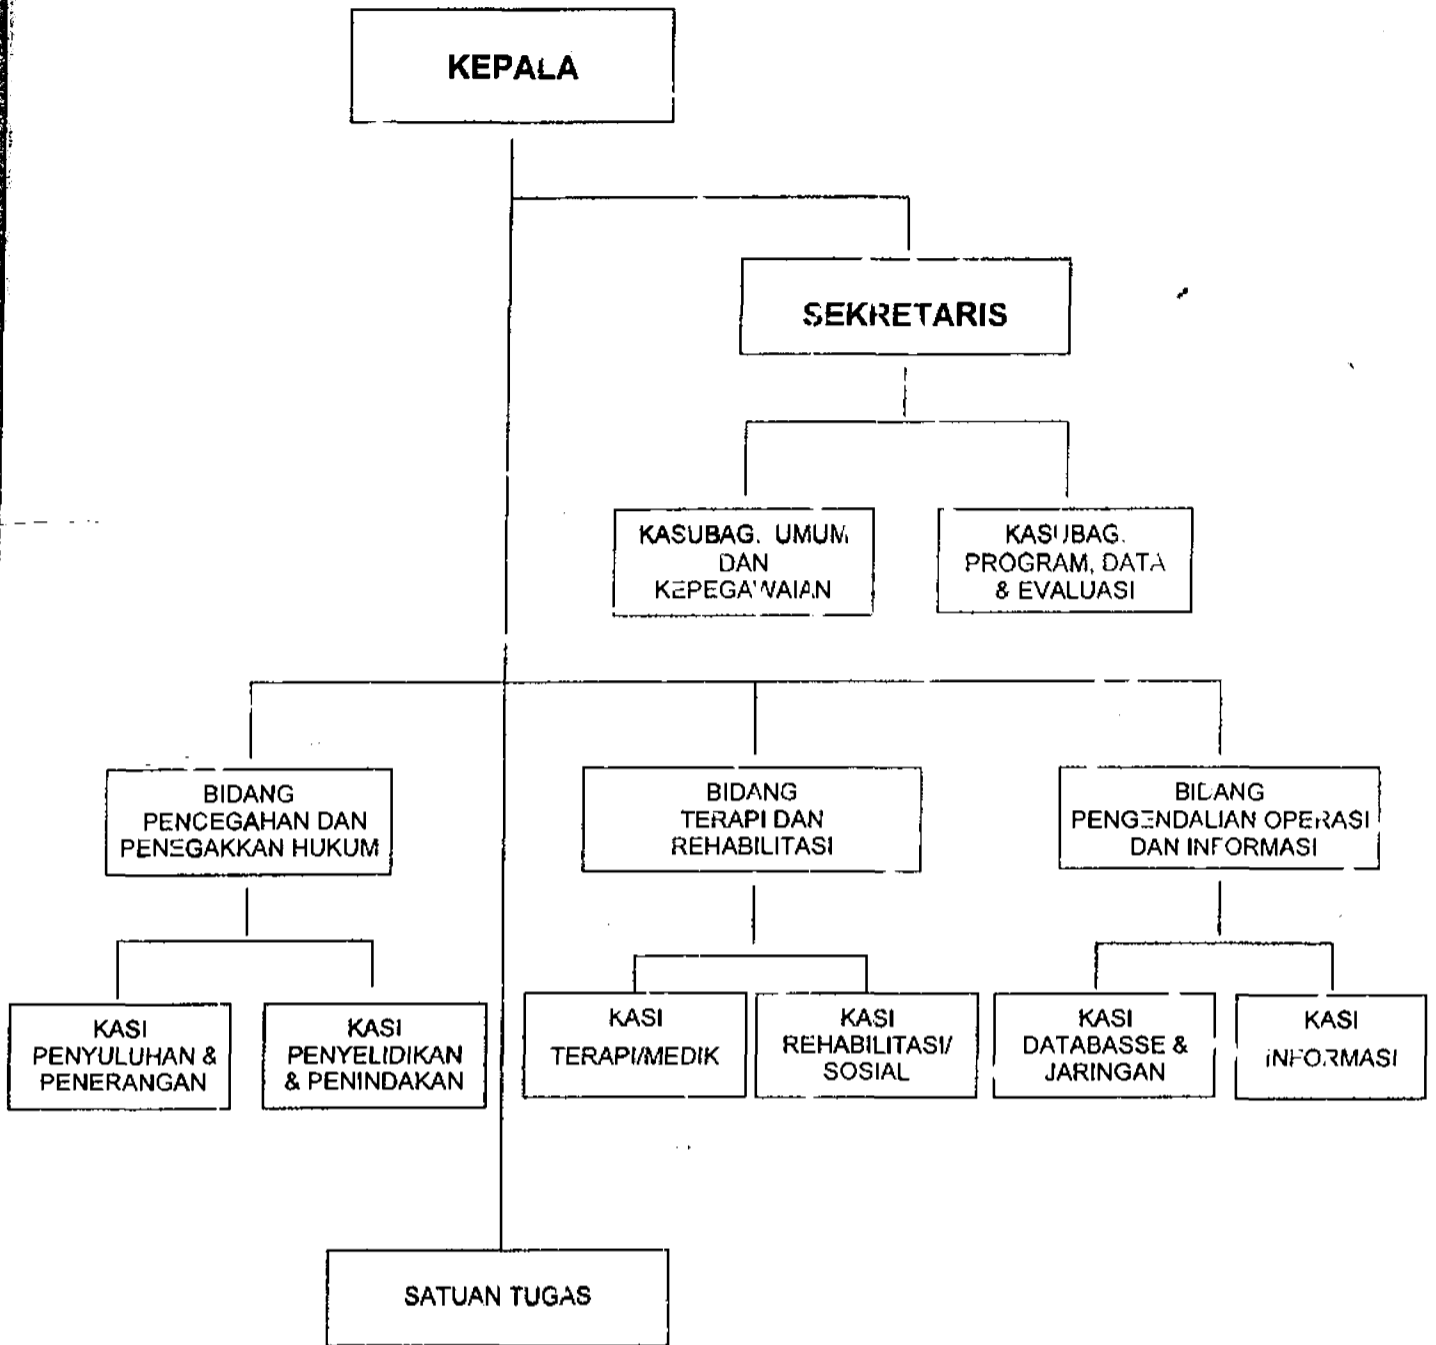 KEPALA
SEKRETARIS
KASUBAG. UMUM
DAN
KEPEGAWAIAN
KASUBAG.
PROGRAM, DATA
& EVALUASI
BIDANG
PENCEGAHAN DAN
PENEGAKKAN HUKUM
BIDANG
TERAPI DAN
REHABILITASI
BIDANG
PENGENDALIAN OPERASI
DAN INFORMASI
KASI
PENYULUHAN &
PENERANGAN
KASI
PENYELIDIKAN
& PENINDAKAN
KASI
TERAPI/MEDIK
KASI
REHABILITASI/
SOSIAL
KASI
DATABASSE &
JARINGAN
KASI
INFORMASI
SATUAN TUGAS